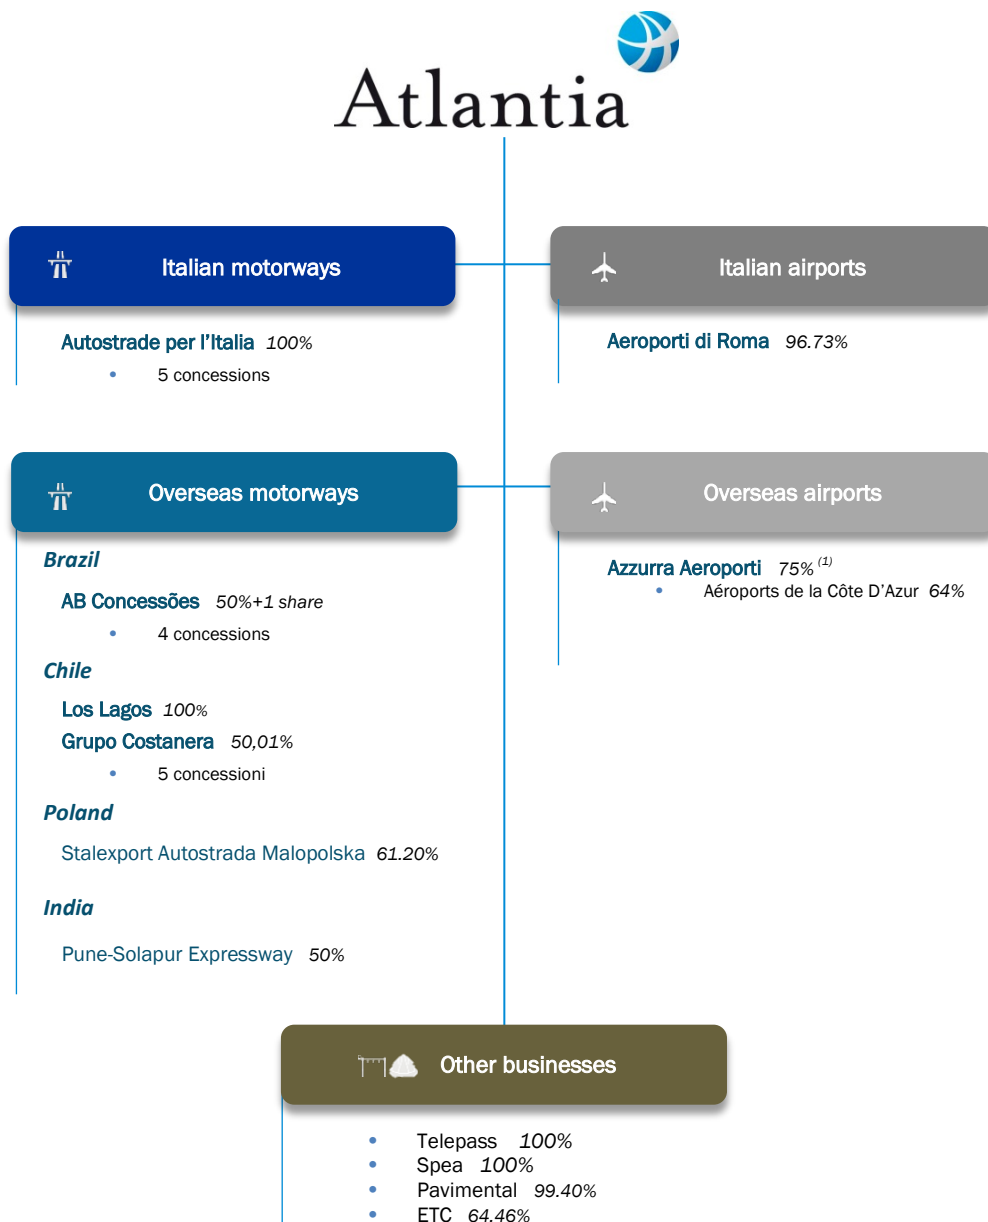 Atlantia
Italian motorways
Autostrade per l’Italia 100%
• 5 concessions
Italian airports
Aeroporti di Roma 96.73%
Overseas motorways
Brazil
AB Concessões 50%+1 share
• 4 concessions
Chile
Los Lagos 100%
Grupo Costanera 50,01%
• 5 concessioni
Poland
Stalexport Autostrada Malopolska 61.20%
India
Pune-Solapur Expressway 50%
Overseas airports
Azzurra Aeroporti 75% (1)
• Aéroports de la Côte D’Azur 64%
Other businesses
• Telepass 100%
• Spea 100%
• Pavimental 99.40%
• ETC 64.46%